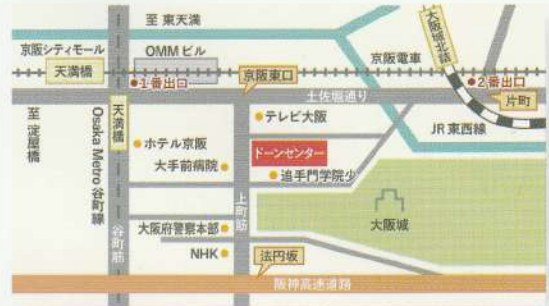 至 東天満
大阪城北詰
京阪シティモール
OMMビル
京阪電車
天満橋
1番出口
京阪東口
2番出口
土佐堀通り
片町
至 淀屋橋
Osaka Metro 谷町線
天満橋
テレビ大阪
JR東西線
ホテル京阪
ドーンセンター
大手前病院
追手門学院小
上町筋
大阪城
谷町筋
大阪府警察本部
NHK
法円坂
阪神高速道路